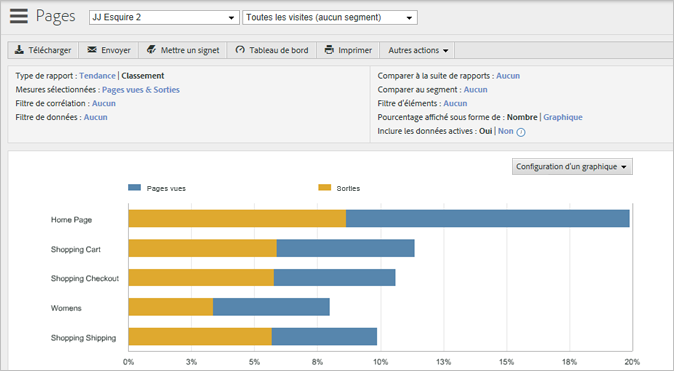 Pages JJ Esquire 2 Toutes les visites (aucun segment)
Télécharger Envoyer Mettre un signet Tableau de bord Imprimer Autres actions
Type de rapport : Tendance | Classement
Mesures sélectionnées : Pages vues & Sorties
Filtre de corrélation : Aucun
Filtre de données : Aucun
Comparer à la suite de rapports : Aucun
Comparer au segment : Aucun
Filtre d'éléments : Aucun
Pourcentage affiché sous forme de : Nombre | Graphique
Inclure les données actives : Oui | Non i
Configuration d'un graphique
Pages vues Sorties
Home Page
Shopping Cart
Shopping Checkout
Womens
Shopping Shipping
0% 3% 5% 8% 10% 13% 15% 18% 20%